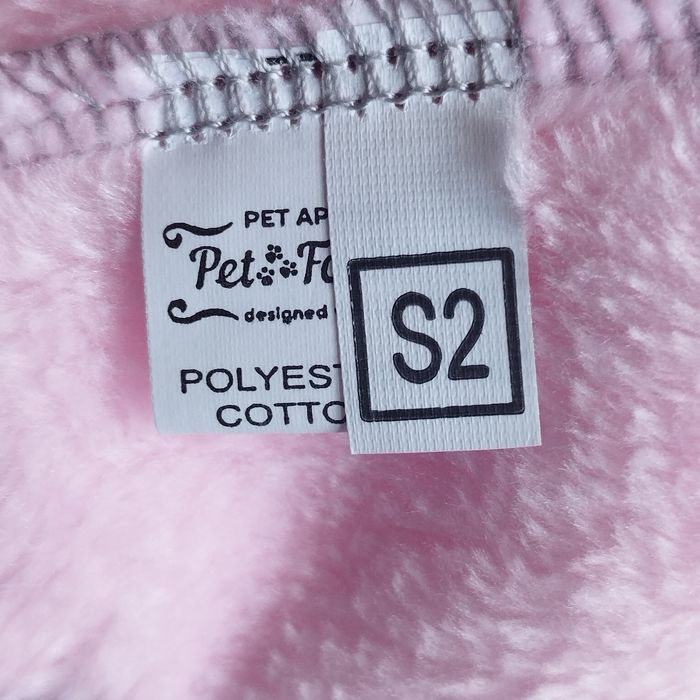 PET AP
Pet Fa
designed
POLYEST
COTTO
S2